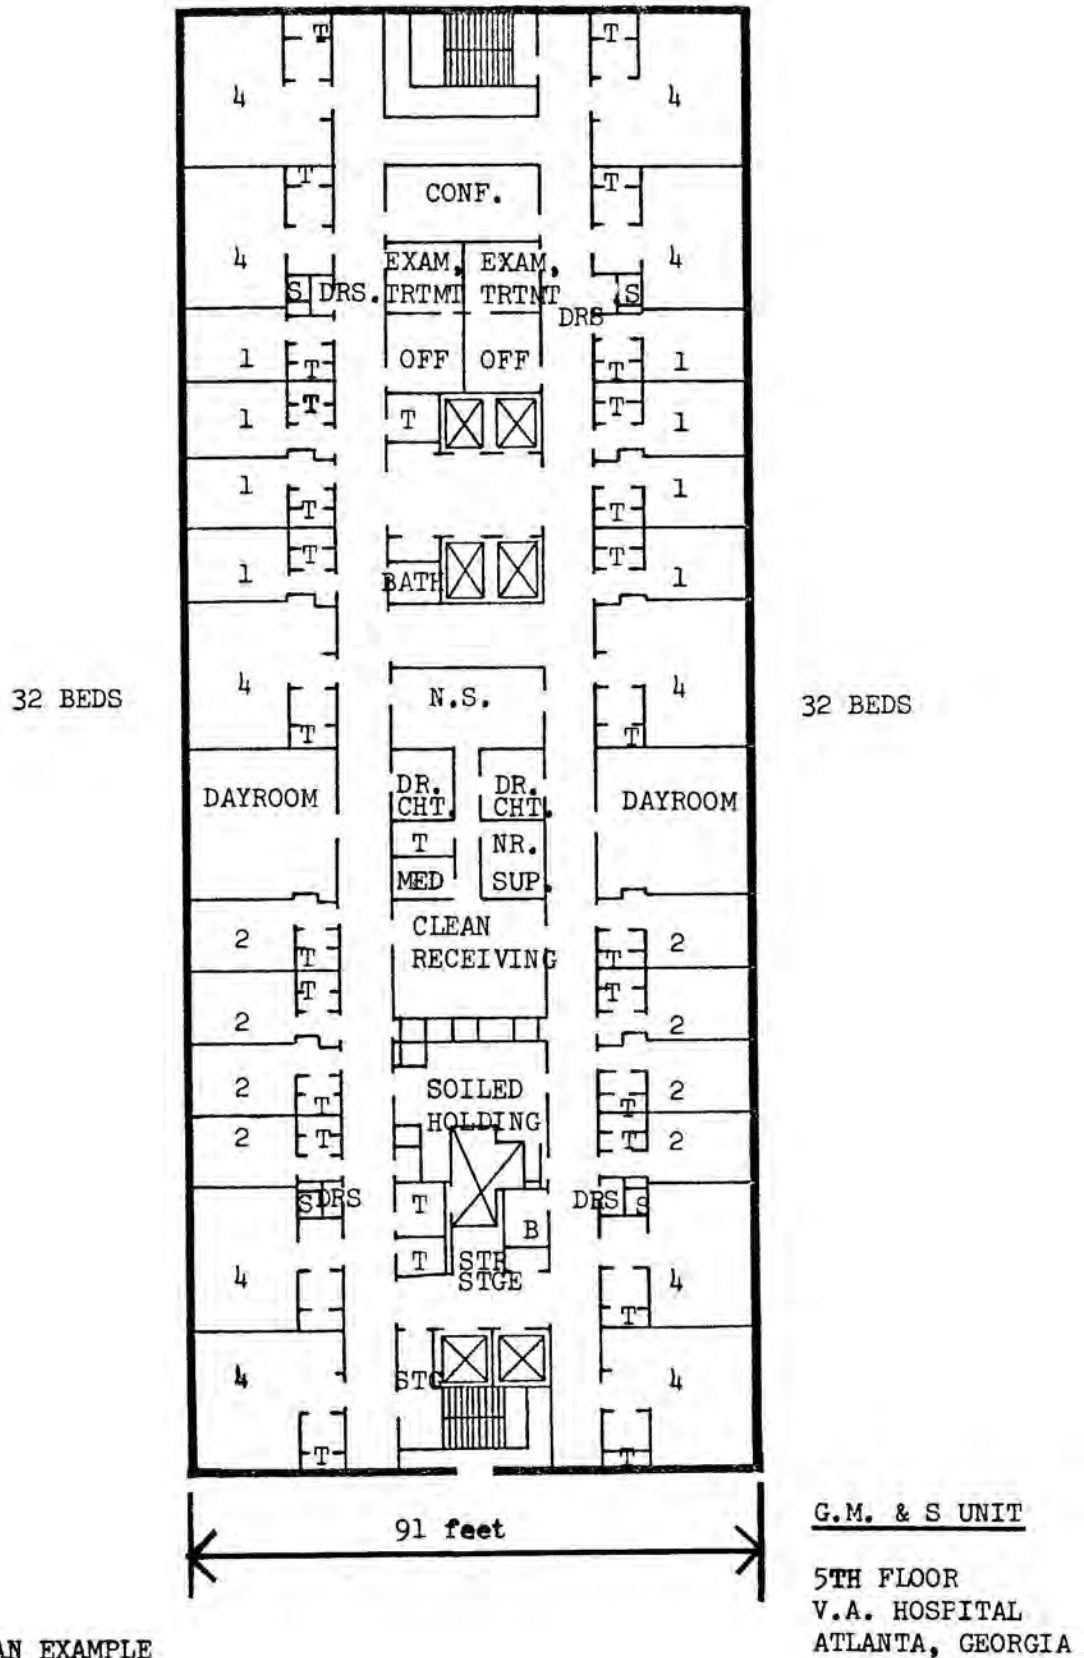 T T
4 4
T CONF. T
4 4
EXAM, EXAM,
S DRS. TRTMT TRTMT S
DRS
1 OFF OFF 1
T T
T T
1 T 1
1 1
T T
T T
1 BATH 1
4 N.S. 4
32 BEDS 32 BEDS
T T
DAYROOM DR. DR. DAYROOM
CHT. CHT.
T NR.
MED SUP.
2 CLEAN 2
T RECEIVING T
T T
2 2
2 SOILED 2
T HOLDING T
2 T T 2
S DRS T DRS S
B
4 T STR 4
STGE
T
4 STG 4
T T
91 feet
G.M. & S UNIT
5TH FLOOR
V.A. HOSPITAL
ATLANTA, GEORGIA
AN EXAMPLE